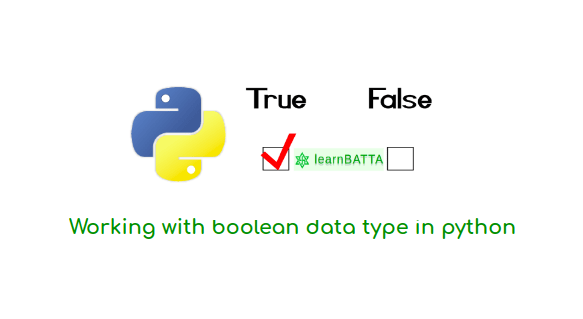 True False
learnBATTA
Working with boolean data type in python